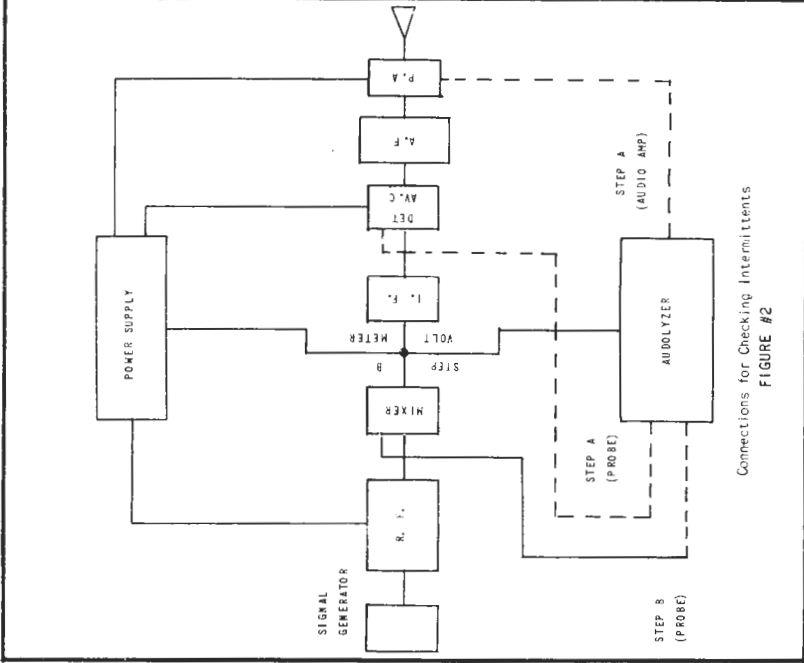 POWER SUPPLY
P.A
A.F
DET
AV.C
I. F.
VOLT
METER
STEP
B
MIXER
R. F.
SIGNAL
GENERATOR
STEP A
(AUDIO AMP)
STEP A
(PROBE)
STEP B
(PROBE)
AUDOLYZER
Connections for Checking Intermittents
FIGURE #2